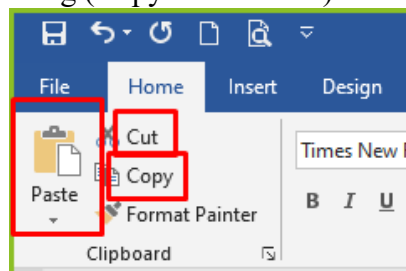 File Home Insert Design
Cut
Times New
Copy
Paste
B I U
Format Painter
Clipboard